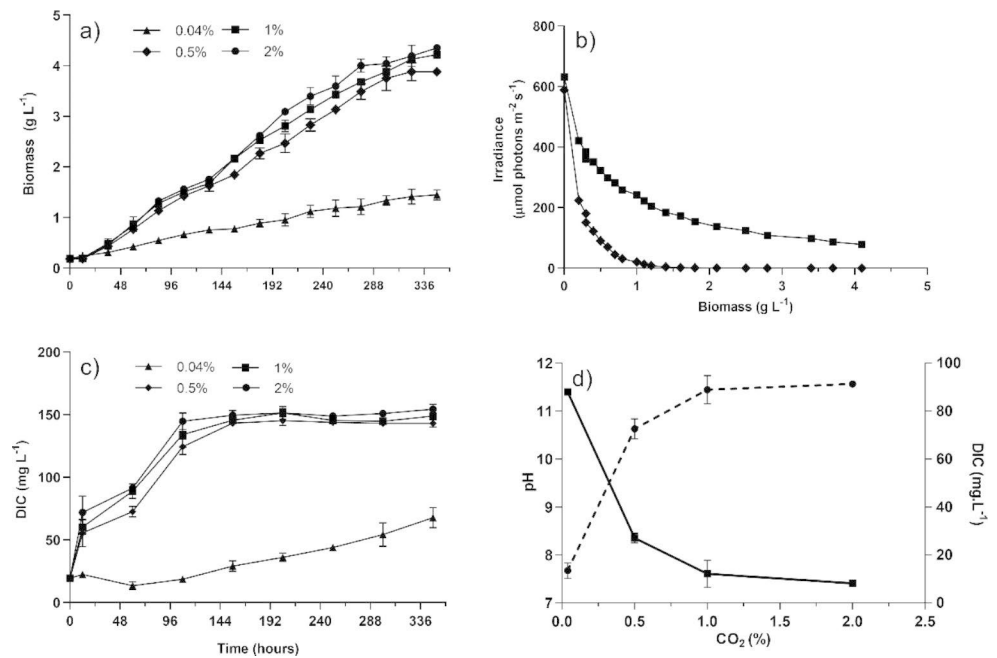 a)
0.04%
1%
0.5%
2%
Biomass (g L⁻¹)
5
4
3
2
1
0
0 48 96 144 192 240 288 336
b)
Irradiance
(µmol photons m⁻² s⁻¹)
800
600
400
200
0
0 1 2 3 4 5
Biomass (g L⁻¹)
c)
0.04%
1%
0.5%
2%
DIC (mg L⁻¹)
200
150
100
50
0
0 48 96 144 192 240 288 336
Time (hours)
d)
pH
12
11
10
9
8
7
0.0 0.5 1.0 1.5 2.0
CO₂ (%)
100
80
60
40
20
0
DIC (mg.L⁻¹)